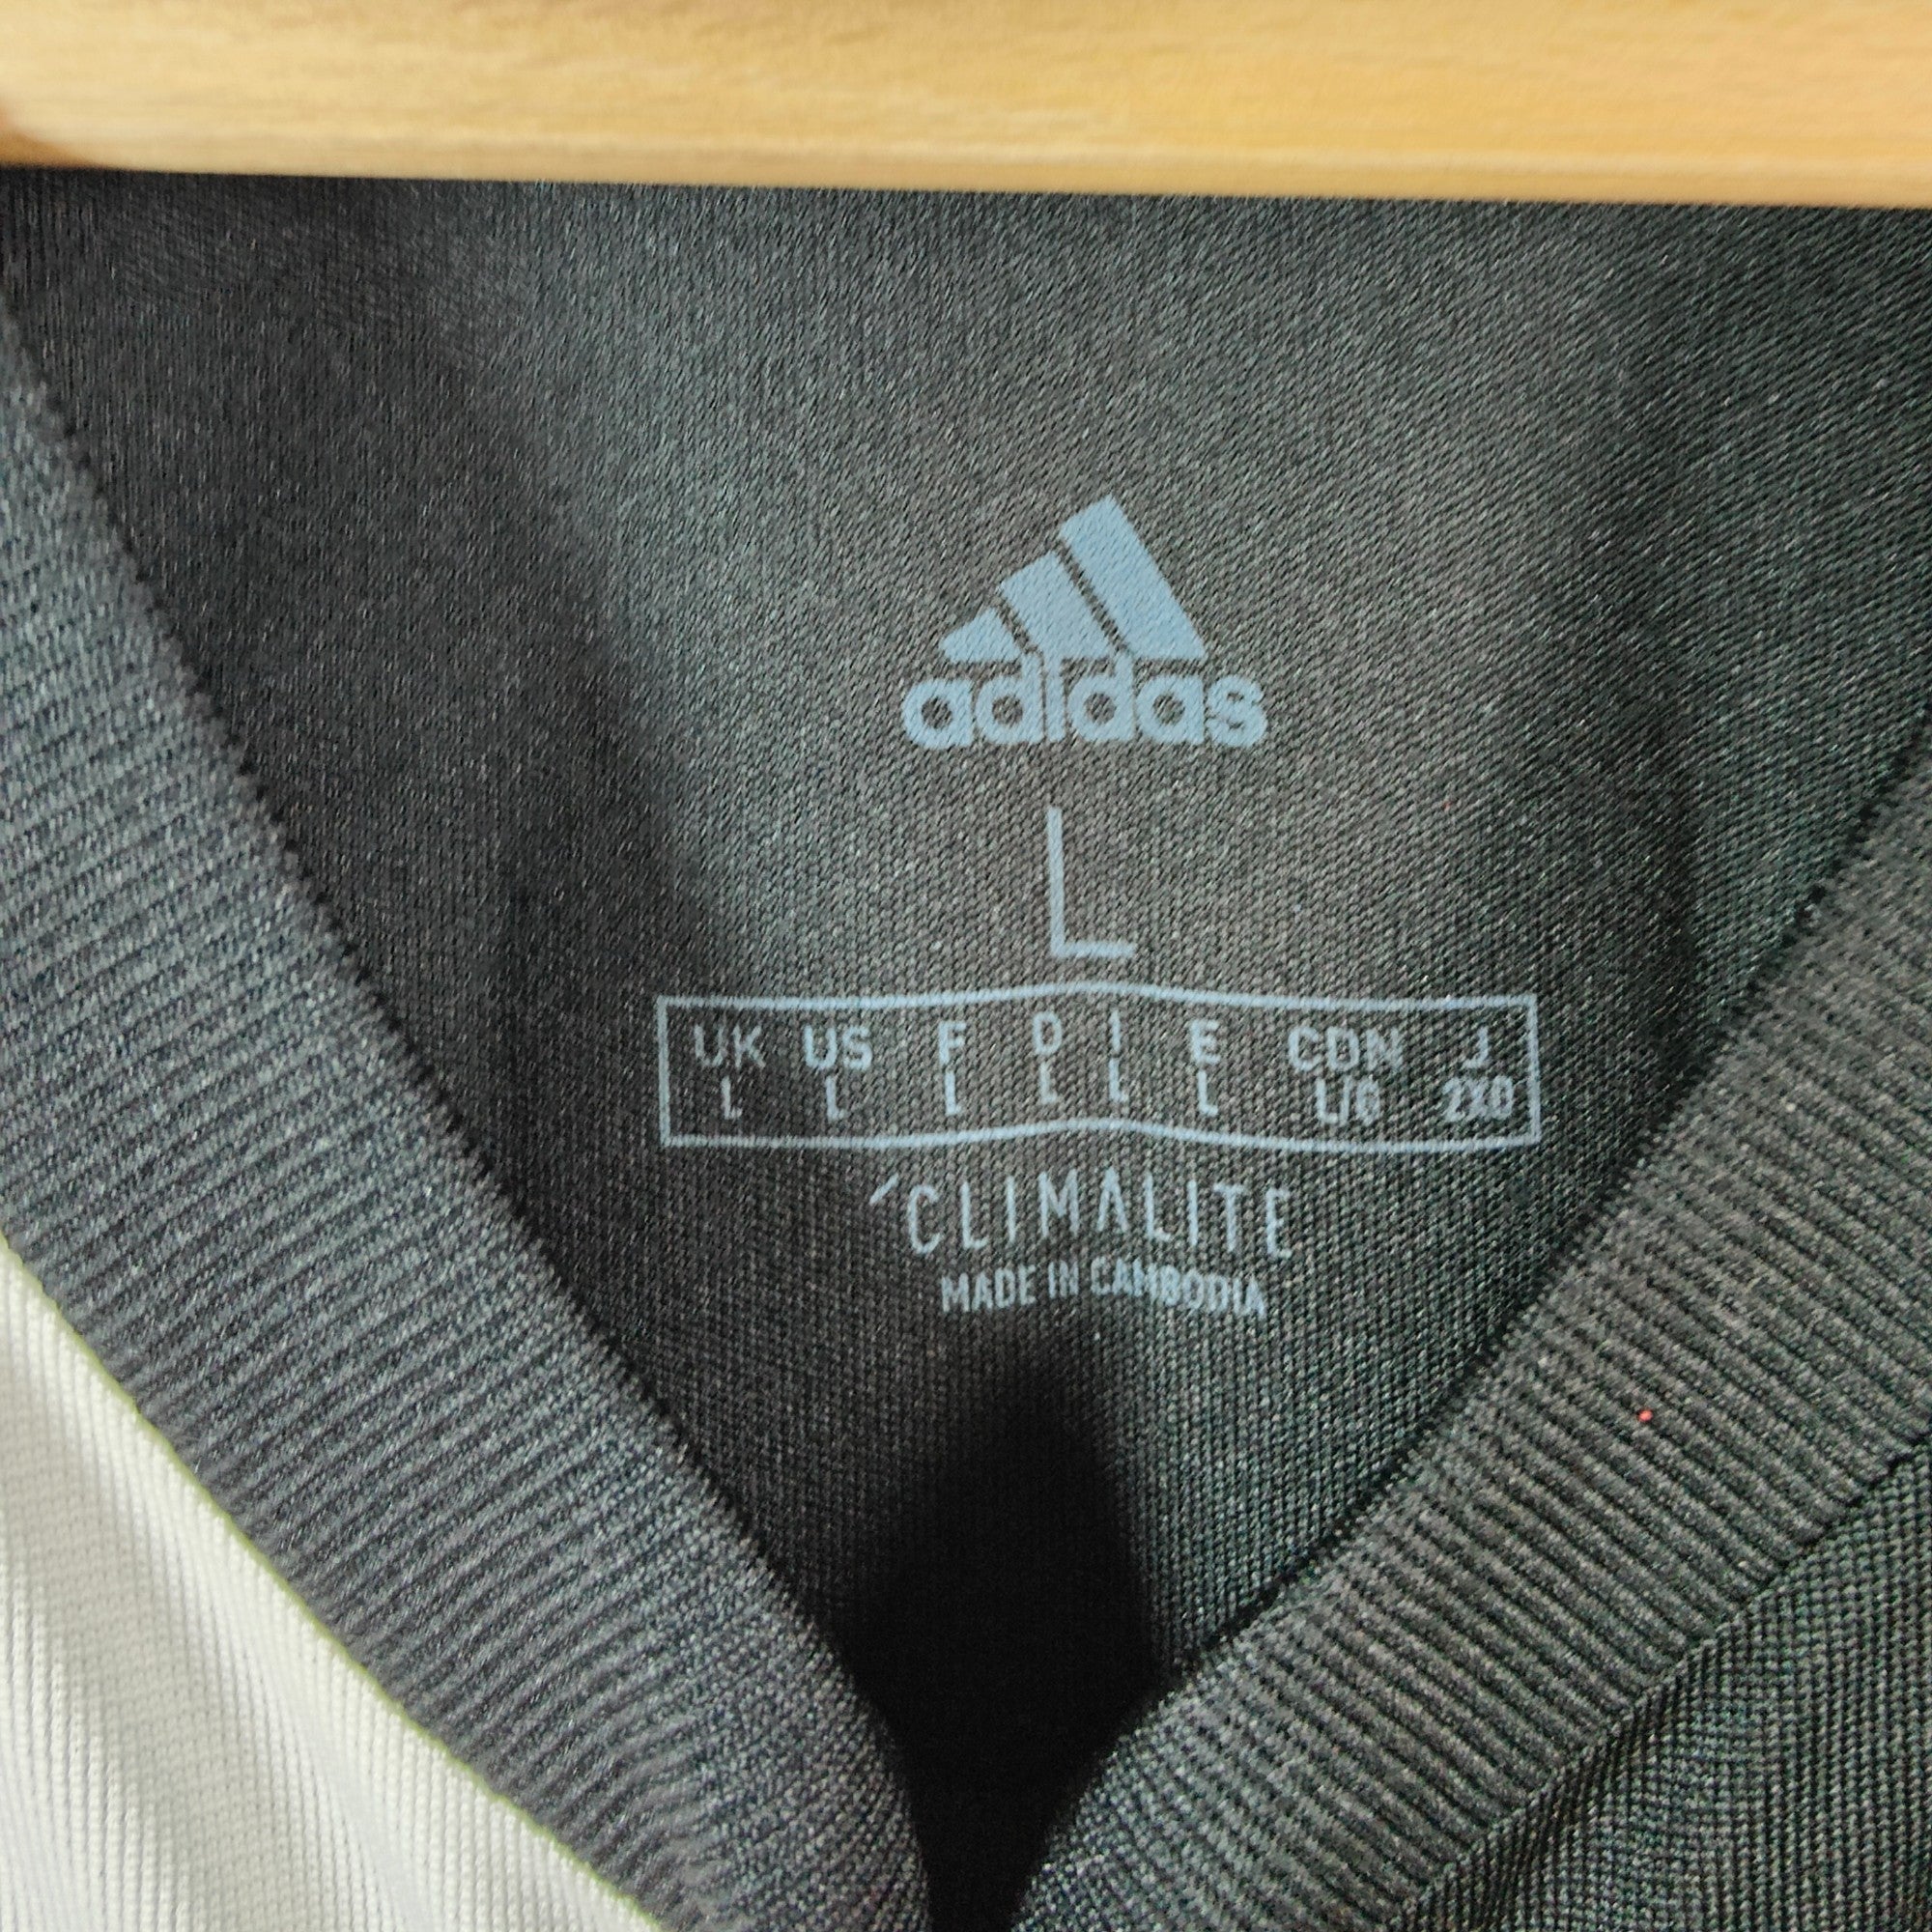 adidas
L
UK US F D I E CDN J
L L L L L L L/G 2XO
CLIMALITE
MADE IN CAMBODIA